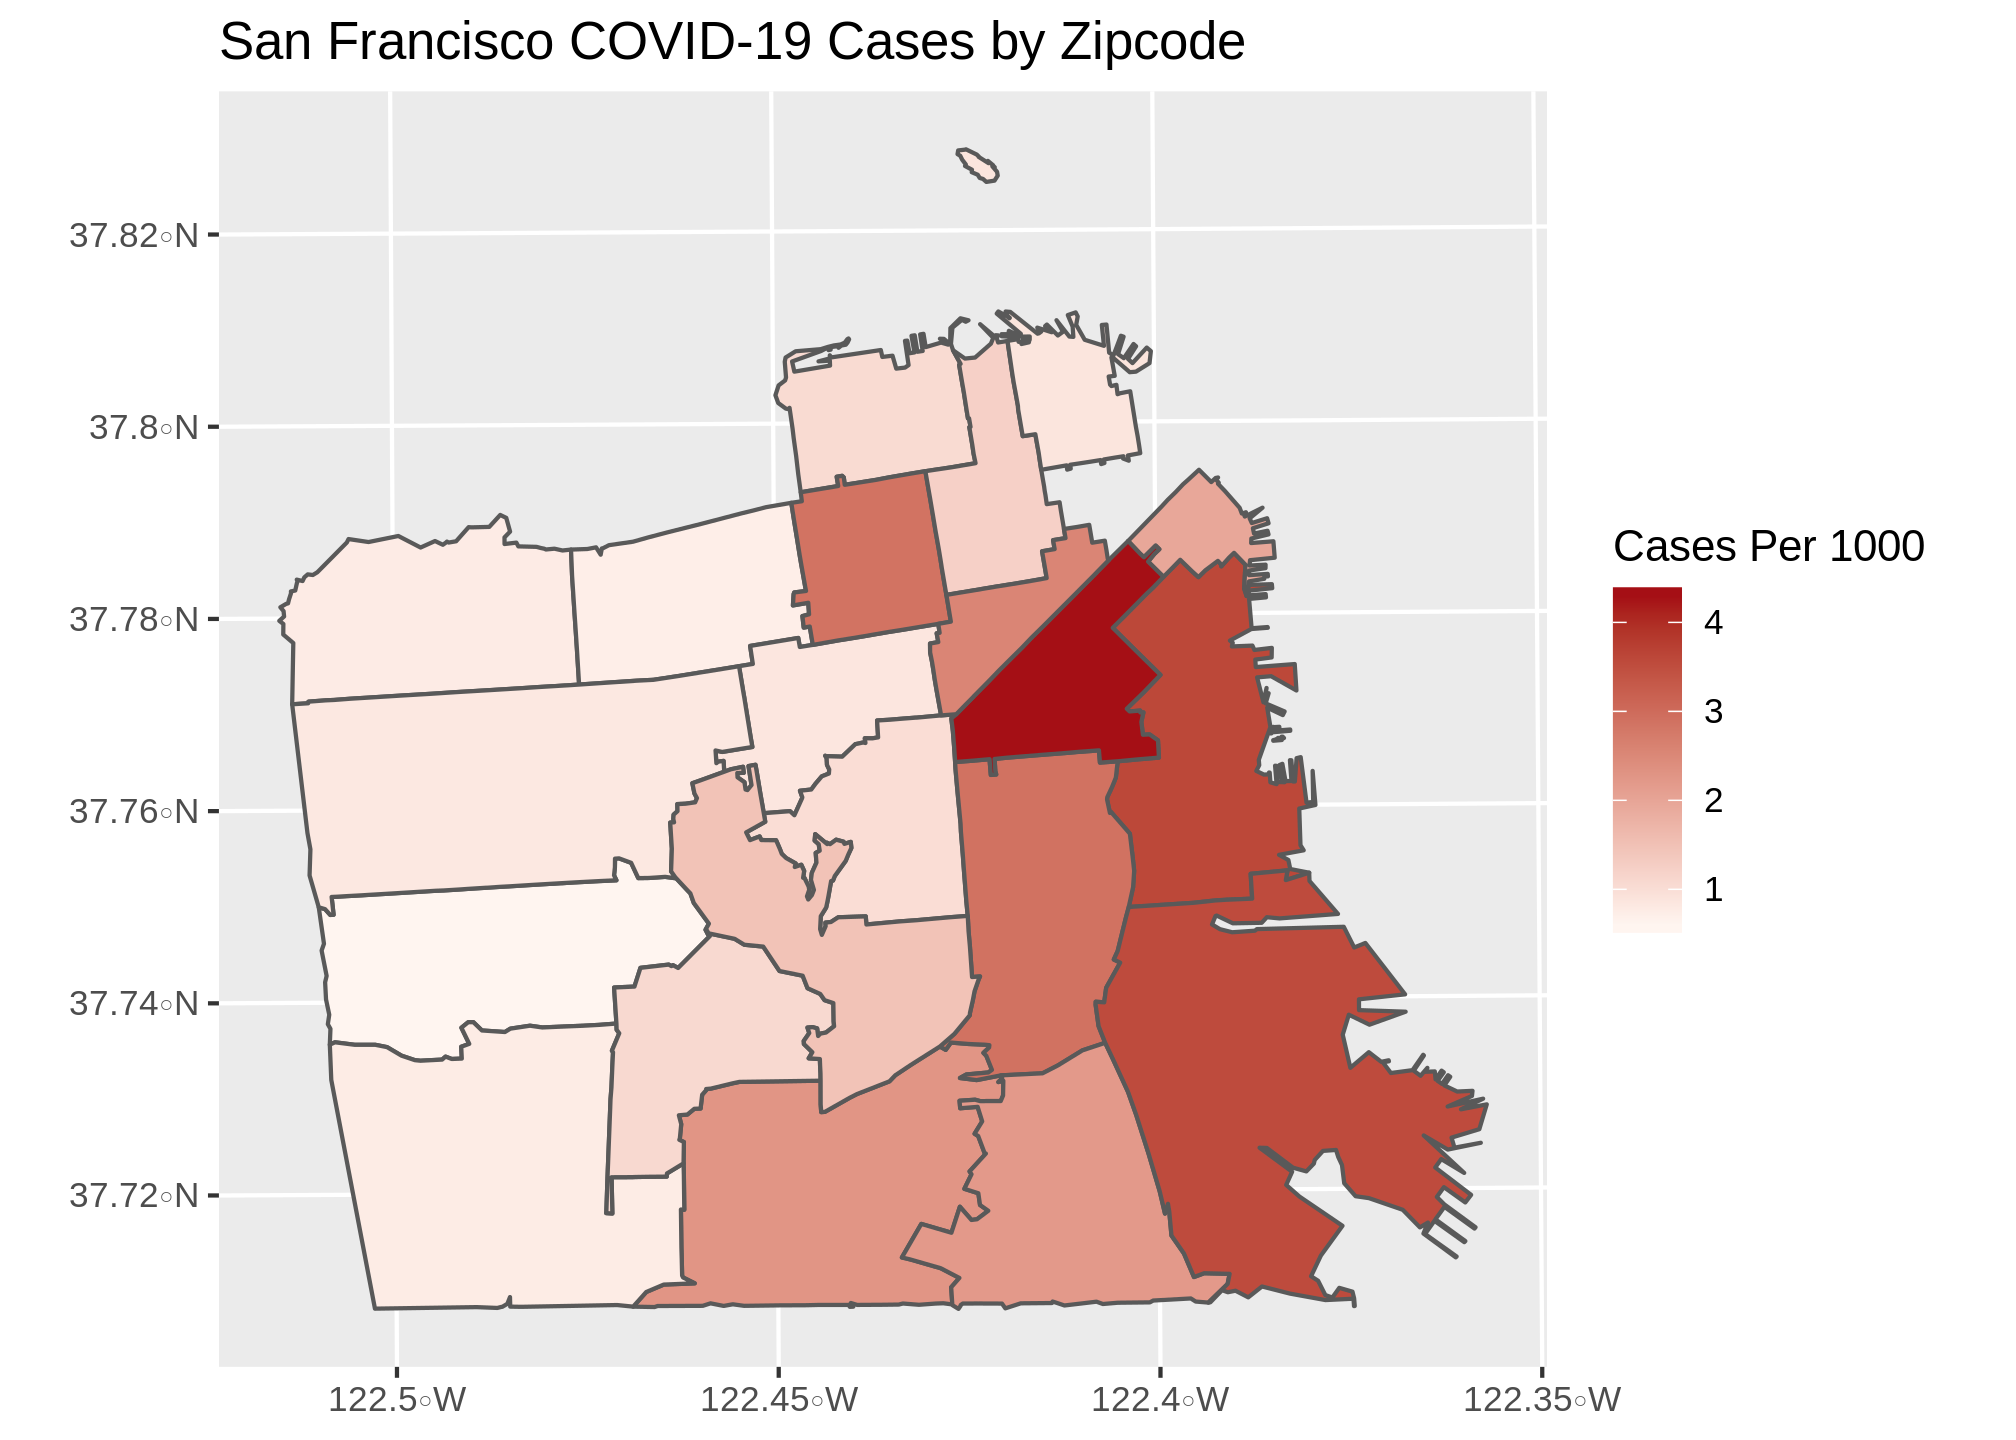 San Francisco COVID-19 Cases by Zipcode
37.82◦N
37.8◦N
37.78◦N
37.76◦N
37.74◦N
37.72◦N
122.5◦W
122.45◦W
122.4◦W
122.35◦W
Cases Per 1000
4
3
2
1